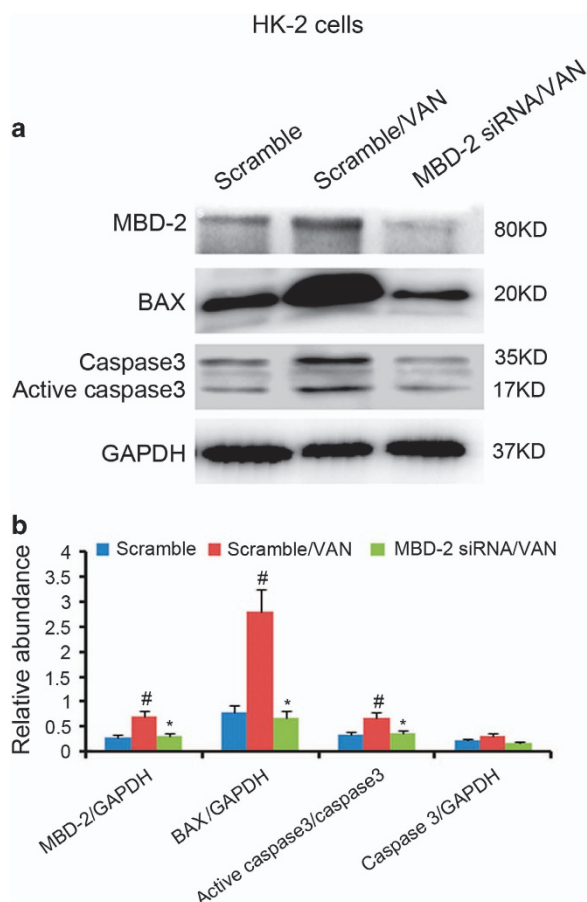 HK-2 cells
a
Scramble
Scramble/VAN
MBD-2 siRNA/VAN
MBD-2
80KD
BAX
20KD
Caspase3
35KD
Active caspase3
17KD
GAPDH
37KD
b
Scramble
Scramble/VAN
MBD-2 siRNA/VAN
Relative abundance
4
3.5
3
2.5
2
1.5
1
0.5
0
#
*
#
*
#
*
MBD-2/GAPDH
BAX/GAPDH
Active caspase3/caspase3
Caspase 3/GAPDH